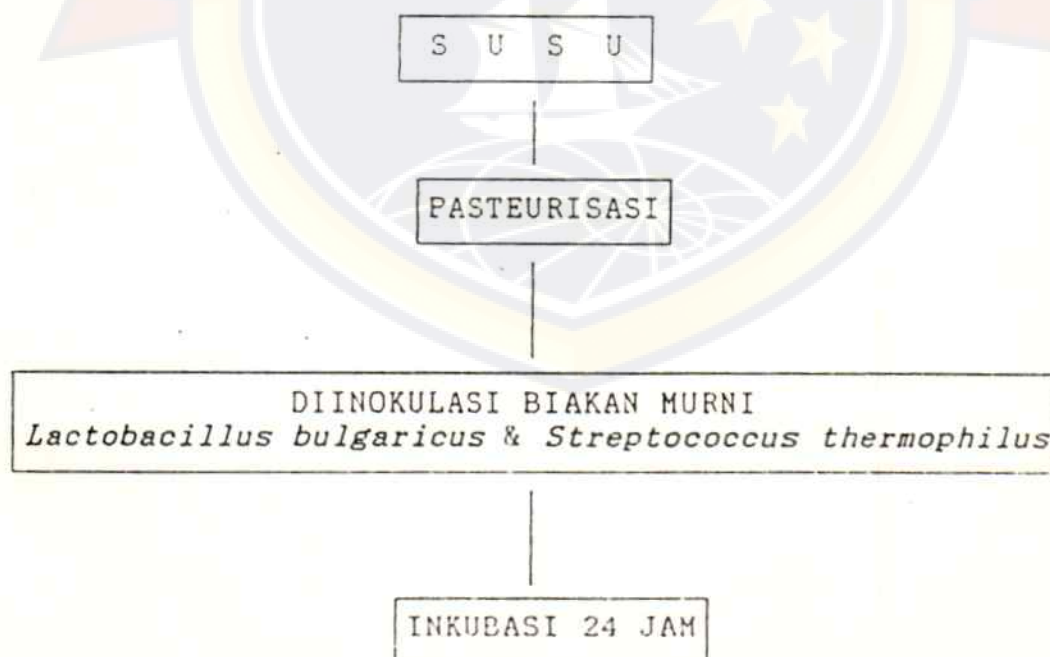 S U S U
PASTEURISASI
DIINOKULASI BIAKAN MURNI
Lactobacillus bulgaricus & Streptococcus thermophilus
INKUBASI 24 JAM